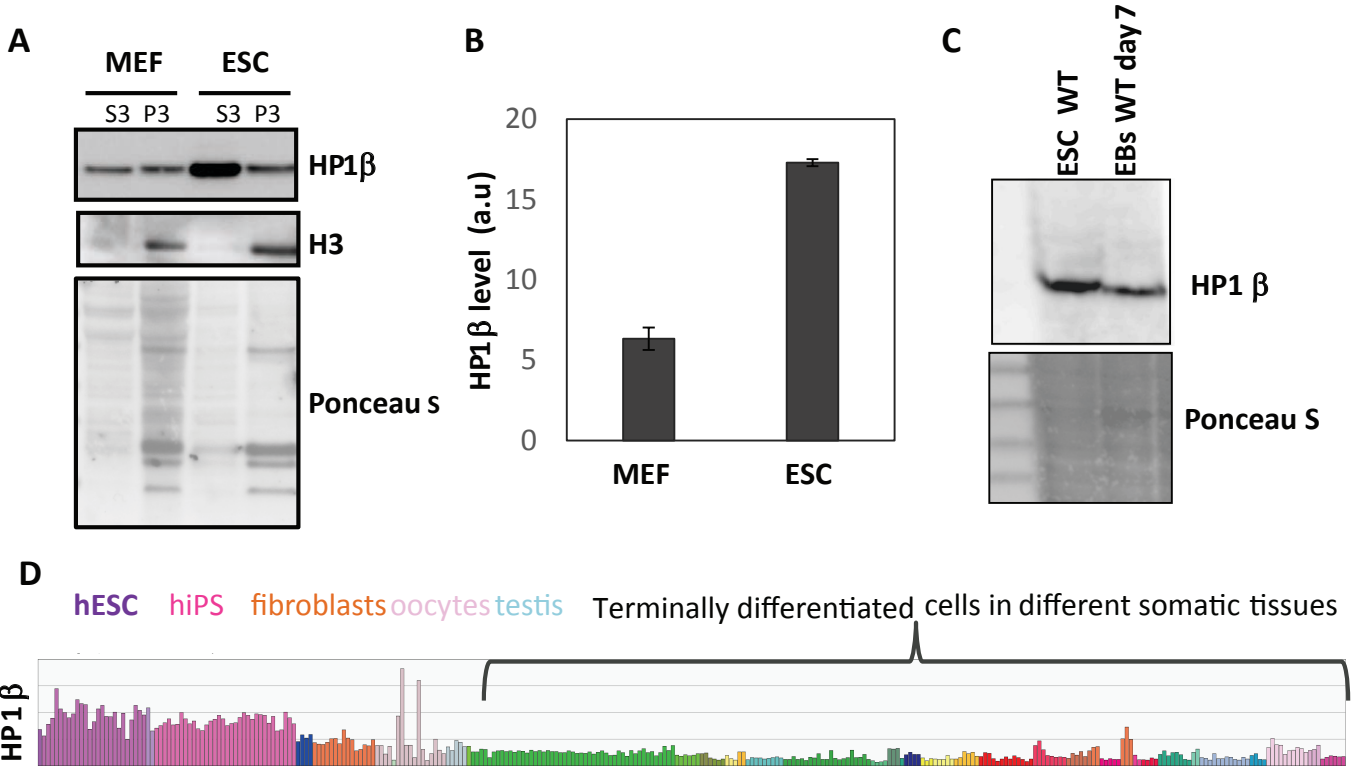 A
MEF ESC
S3 P3 S3 P3
HP1β
H3
Ponceau S
B
HP1β level (a.u)
20
15
10
5
0
MEF ESC
C
ESC WT
EBs WT day 7
HP1 β
Ponceau S
D
hESC hiPS fibroblasts oocytes testis Terminally differentiated cells in different somatic tissues
HP1 β